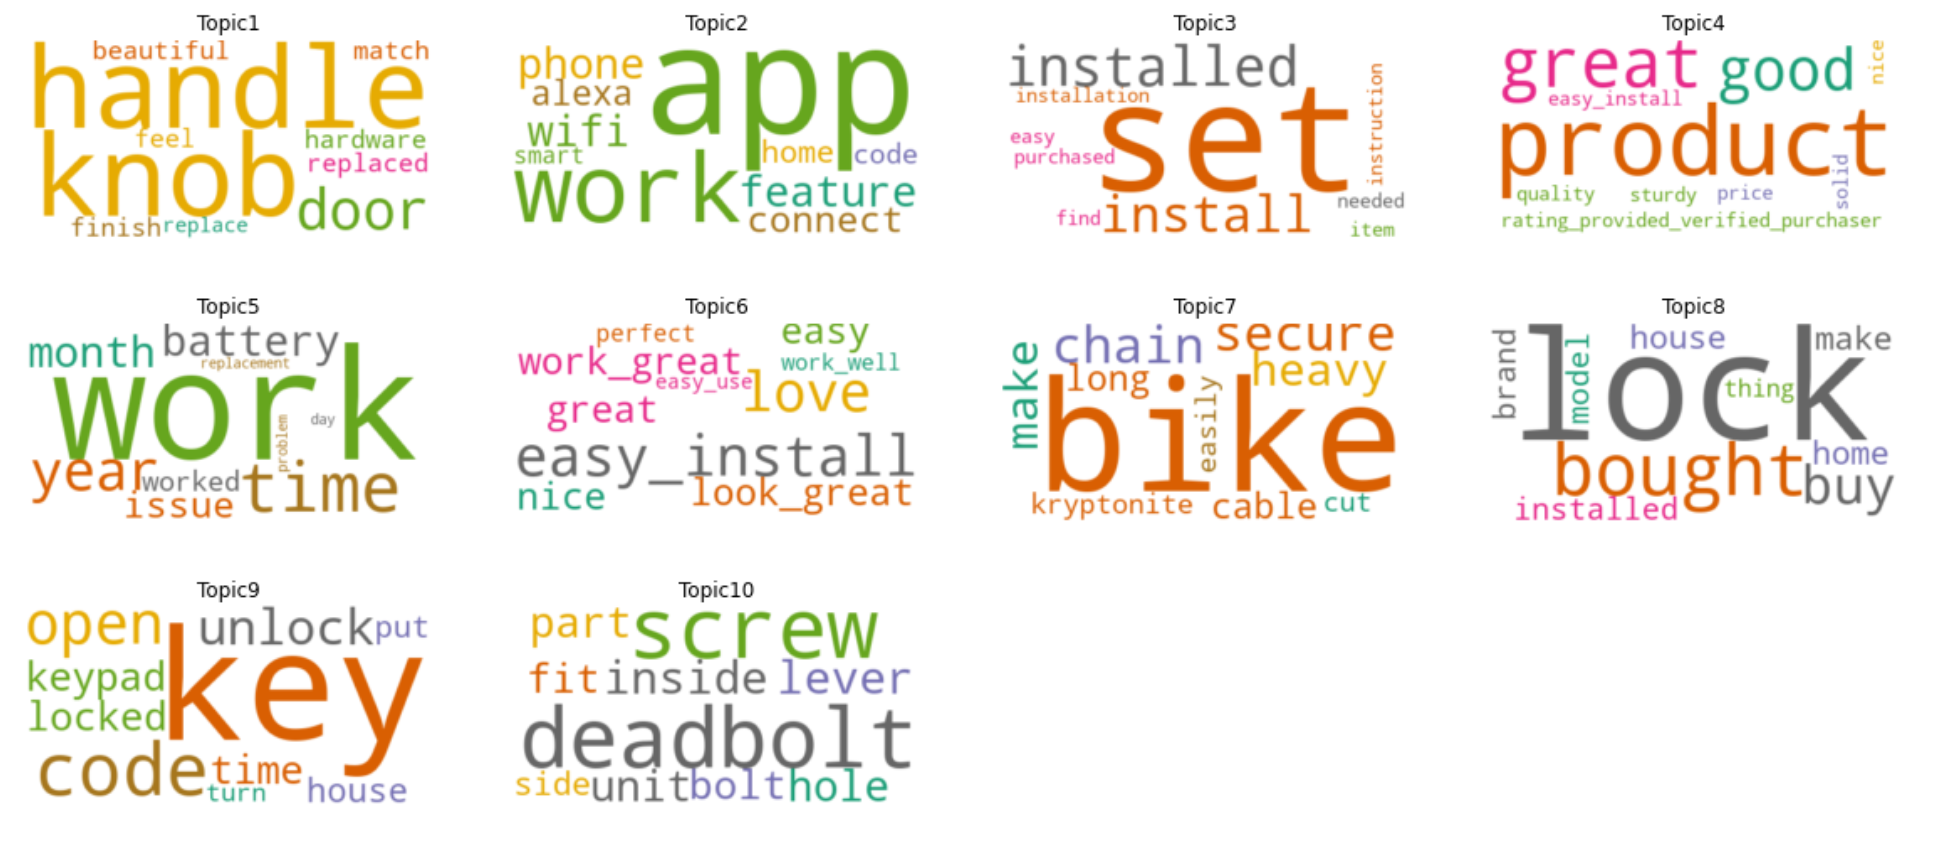 Topic1
beautiful match
handle
feel hardware
knob replaced
door
finish replace
Topic2
phone app
alexa
wifi
smart home code
work feature
connect
Topic3
installed
installation set instruction
easy
purchased
needed
find install
item
Topic4
great good nice
easy_install
product
quality sturdy price solid
rating_provided_verified_purchaser
Topic5
month battery
replacement
work
problem day
year worked time
issue
Topic6
perfect easy
work_great work_well
easy_use love
great
easy_install
nice look_great
Topic7
make chain secure
long heavy
bike easily
kryptonite cable cut
Topic8
brand lock model house make
thing
bought home
buy
installed
Topic9
open unlock put
keypad key
locked
code time
turn house
Topic10
part screw
fit inside lever
deadbolt
side unit bolt hole